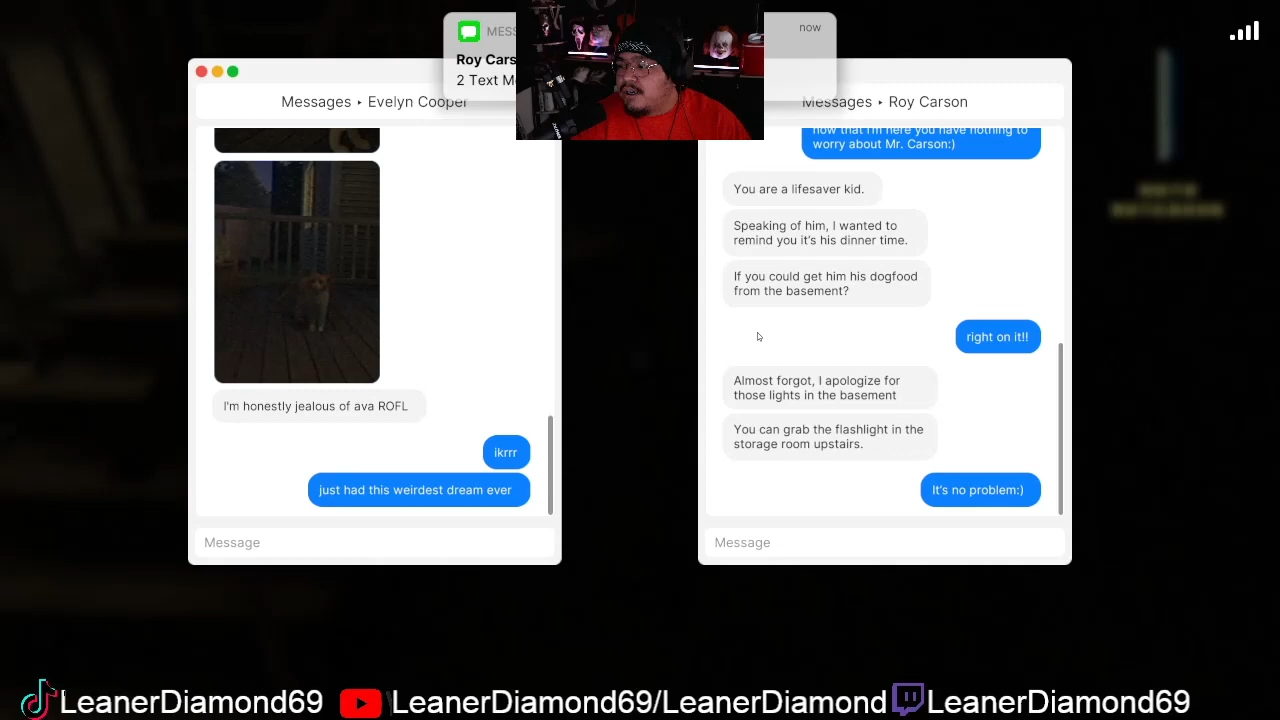 MESS
now
Roy Cars
2 Text M
Messages ▸ Evelyn Cooper
I'm honestly jealous of ava ROFL
ikrrr
just had this weirdest dream ever
Message
Messages ▸ Roy Carson
now that I'm here you have nothing to
worry about Mr. Carson:)
You are a lifesaver kid.
Speaking of him, I wanted to
remind you it's his dinner time.
If you could get him his dogfood
from the basement?
right on it!!
Almost forgot, I apologize for
those lights in the basement
You can grab the flashlight in the
storage room upstairs.
It's no problem:)
Message
LeanerDiamond69
LeanerDiamond69/LeanerDiamond
LeanerDiamond69